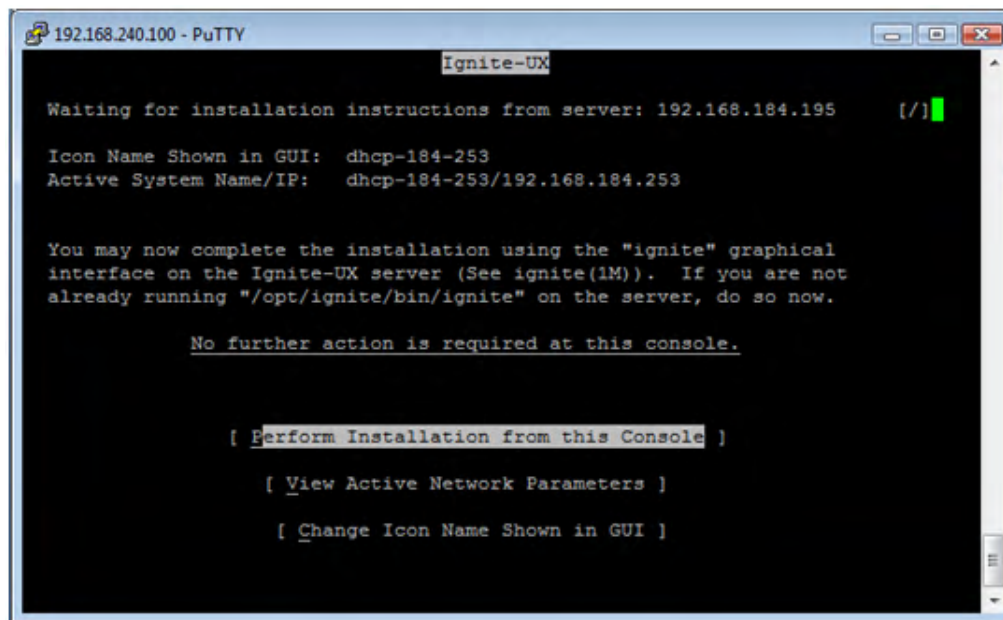 192.168.240.100 - PuTTY
Ignite-UX
Waiting for installation instructions from server: 192.168.184.195 [/]
Icon Name Shown in GUI: dhcp-184-253
Active System Name/IP: dhcp-184-253/192.168.184.253
You may now complete the installation using the "ignite" graphical
interface on the Ignite-UX server (See ignite(1M)). If you are not
already running "/opt/ignite/bin/ignite" on the server, do so now.
No further action is required at this console.
[ Perform Installation from this Console ]
[ View Active Network Parameters ]
[ Change Icon Name Shown in GUI ]